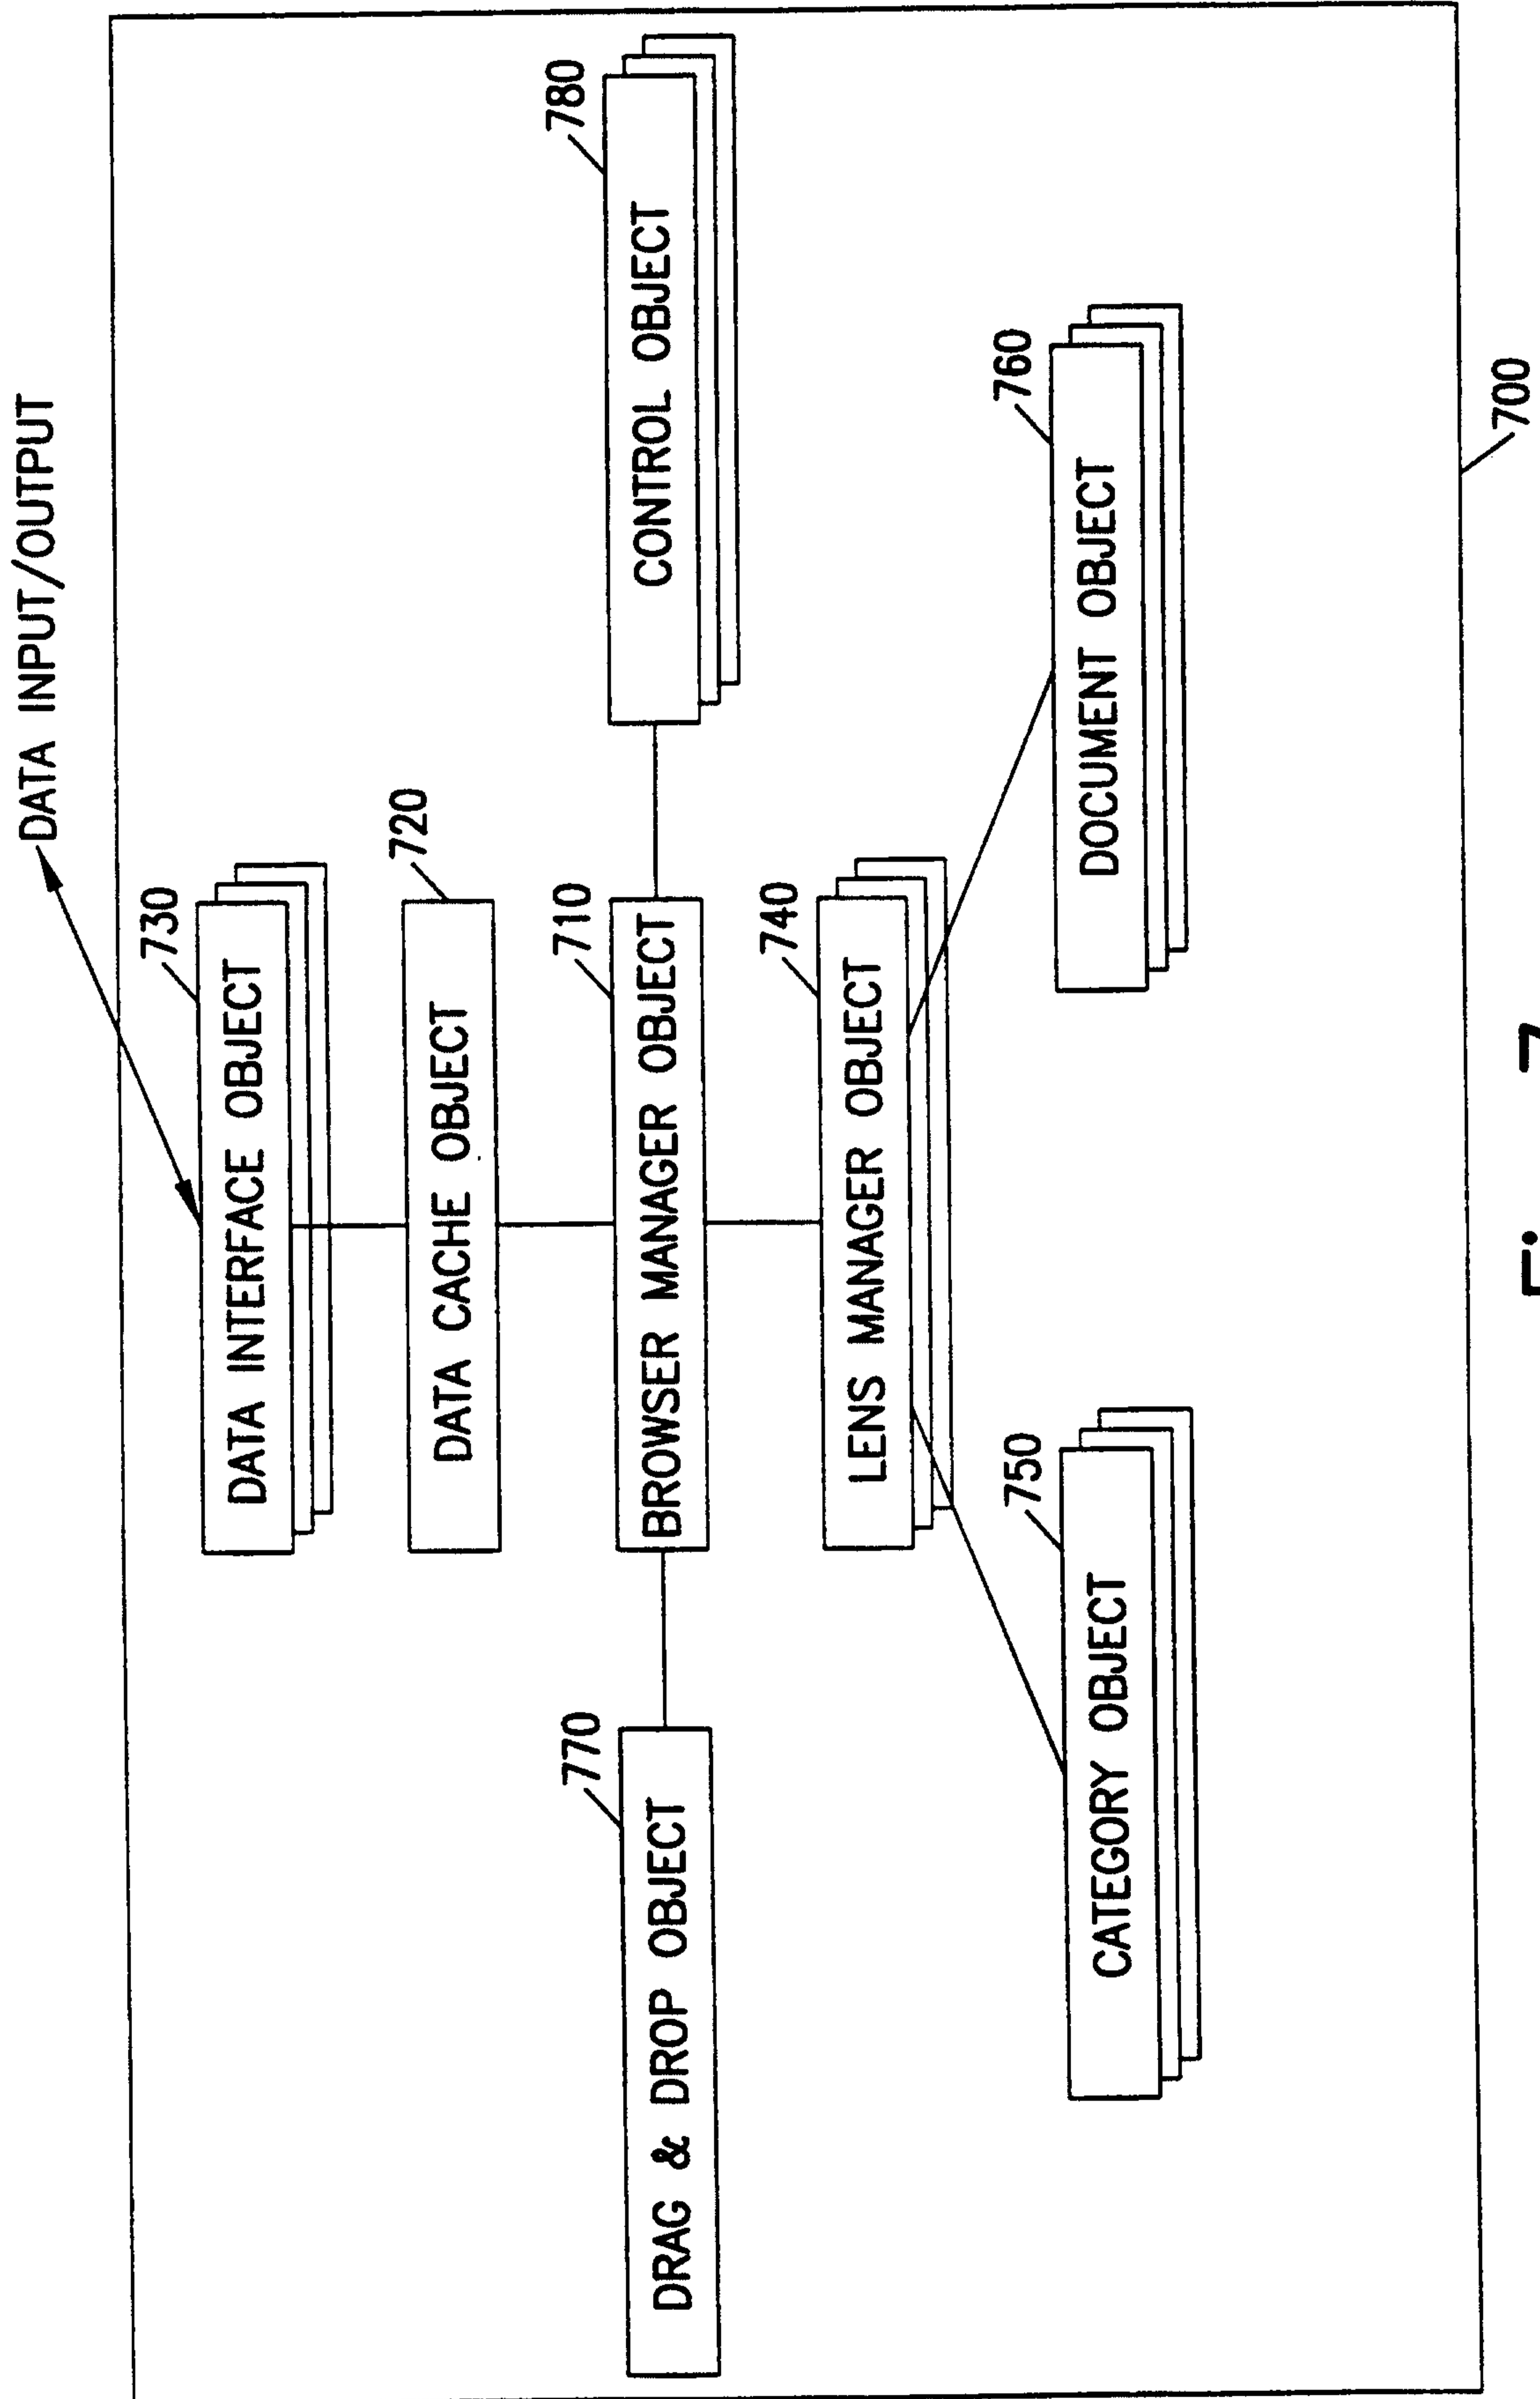 DATA INPUT/OUTPUT
730
DATA INTERFACE OBJECT
720
DATA CACHE OBJECT
770
DRAG & DROP OBJECT
710
BROWSER MANAGER OBJECT
780
CONTROL OBJECT
740
LENS MANAGER OBJECT
750
CATEGORY OBJECT
760
DOCUMENT OBJECT
700